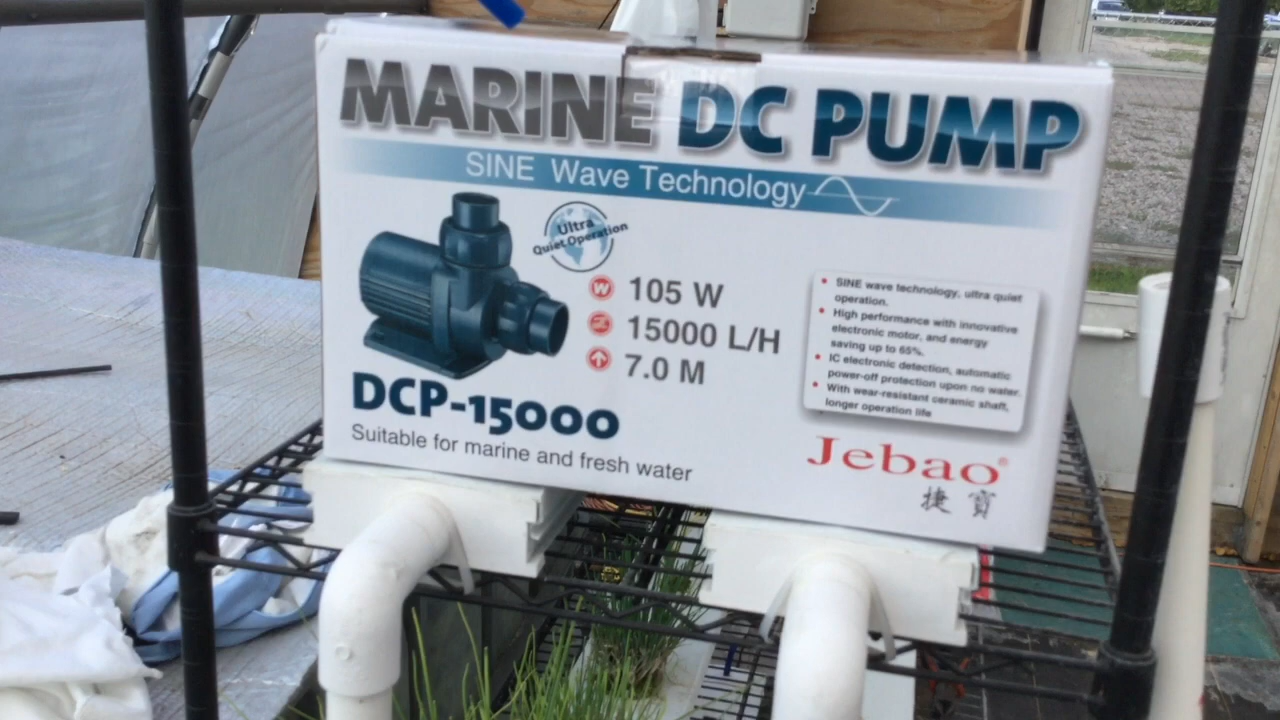 MARINE DC PUMP
SINE Wave Technology
Ultra
Quiet Operation
W 105 W
15000 L/H
7.0 M
DCP-15000
Suitable for marine and fresh water
• SINE wave technology, ultra quiet
operation.
• High performance with innovative
electronic motor, and energy
saving up to 65%.
• IC electronic detection, automatic
power-off protection upon no water.
• With wear-resistant ceramic shaft,
longer operation life
Jebao®
捷寶